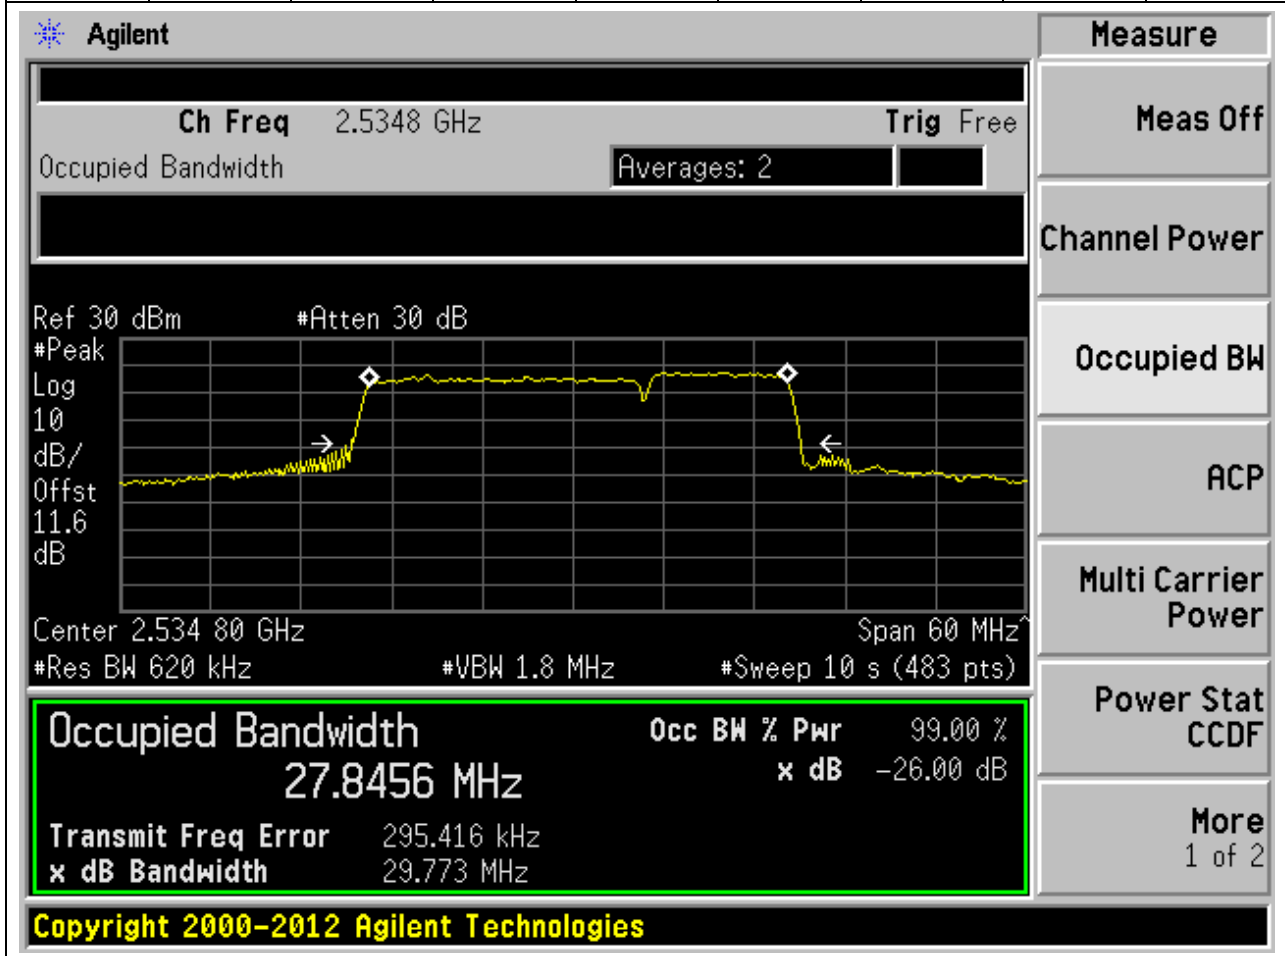 Agilent
Measure
Ch Freq 2.5348 GHz Trig Free
Occupied Bandwidth Averages: 2
Meas Off
Channel Power
Occupied BW
ACP
Multi Carrier
Power
Power Stat
CCDF
More
1 of 2
Ref 30 dBm #Atten 30 dB
#Peak
Log
10
dB/
Offst
11.6
dB
Center 2.534 80 GHz Span 60 MHz^
#Res BW 620 kHz #VBW 1.8 MHz #Sweep 10 s (483 pts)
Occupied Bandwidth Occ BW % Pwr 99.00 %
27.8456 MHz x dB -26.00 dB
Transmit Freq Error 295.416 kHz
x dB Bandwidth 29.773 MHz
Copyright 2000-2012 Agilent Technologies